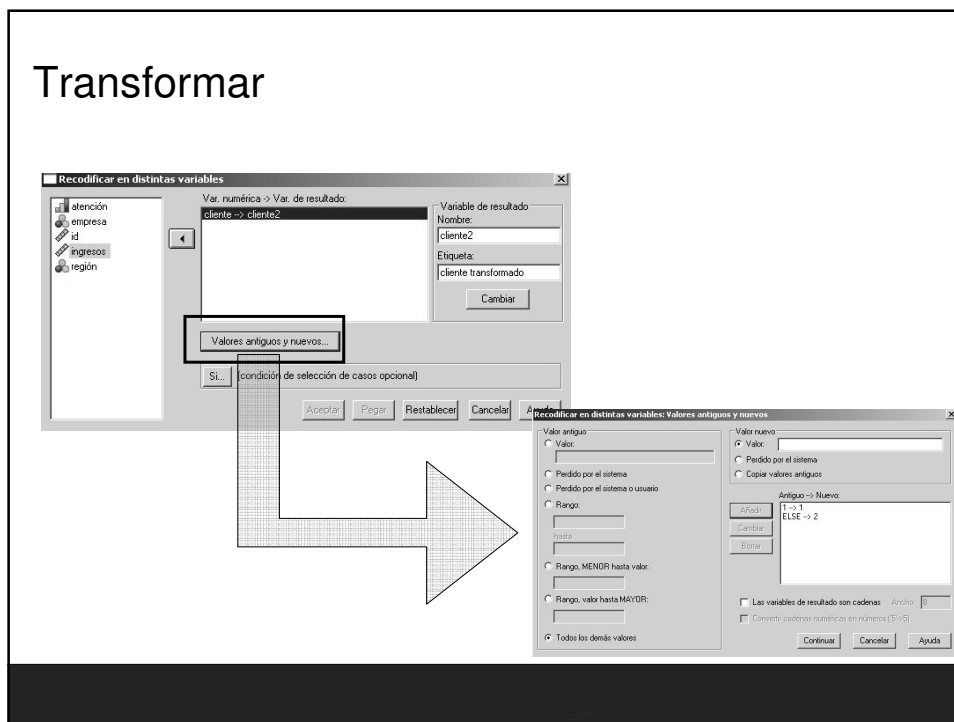 Transformar
Recodificar en distintas variables
atención
empresa
id
ingresos
región
Var. numérica -> Var. de resultado:
cliente --> cliente2
Variable de resultado
Nombre:
cliente2
Etiqueta:
cliente transformado
Cambiar
Valores antiguos y nuevos...
Si... (condición de selección de casos opcional)
Aceptar Pegar Restablecer Cancelar
Recodificar en distintas variables: Valores antiguos y nuevos
Valor antiguo
Valor:
Perdido por el sistema
Perdido por el sistema o usuario
Rango:
hasta
Rango, MENOR hasta valor:
Rango, valor hasta MAYOR:
Todos los demás valores
Valor nuevo
Valor:
Perdido por el sistema
Copiar valores antiguos
Antiguo --> Nuevo:
Añadir
Cambiar
Borrar
1 --> 1
ELSE --> 2
Las variables de resultado son cadenas Ancho: 8
Convertir cadenas numéricas en números ('5'->5)
Continuar Cancelar Ayuda